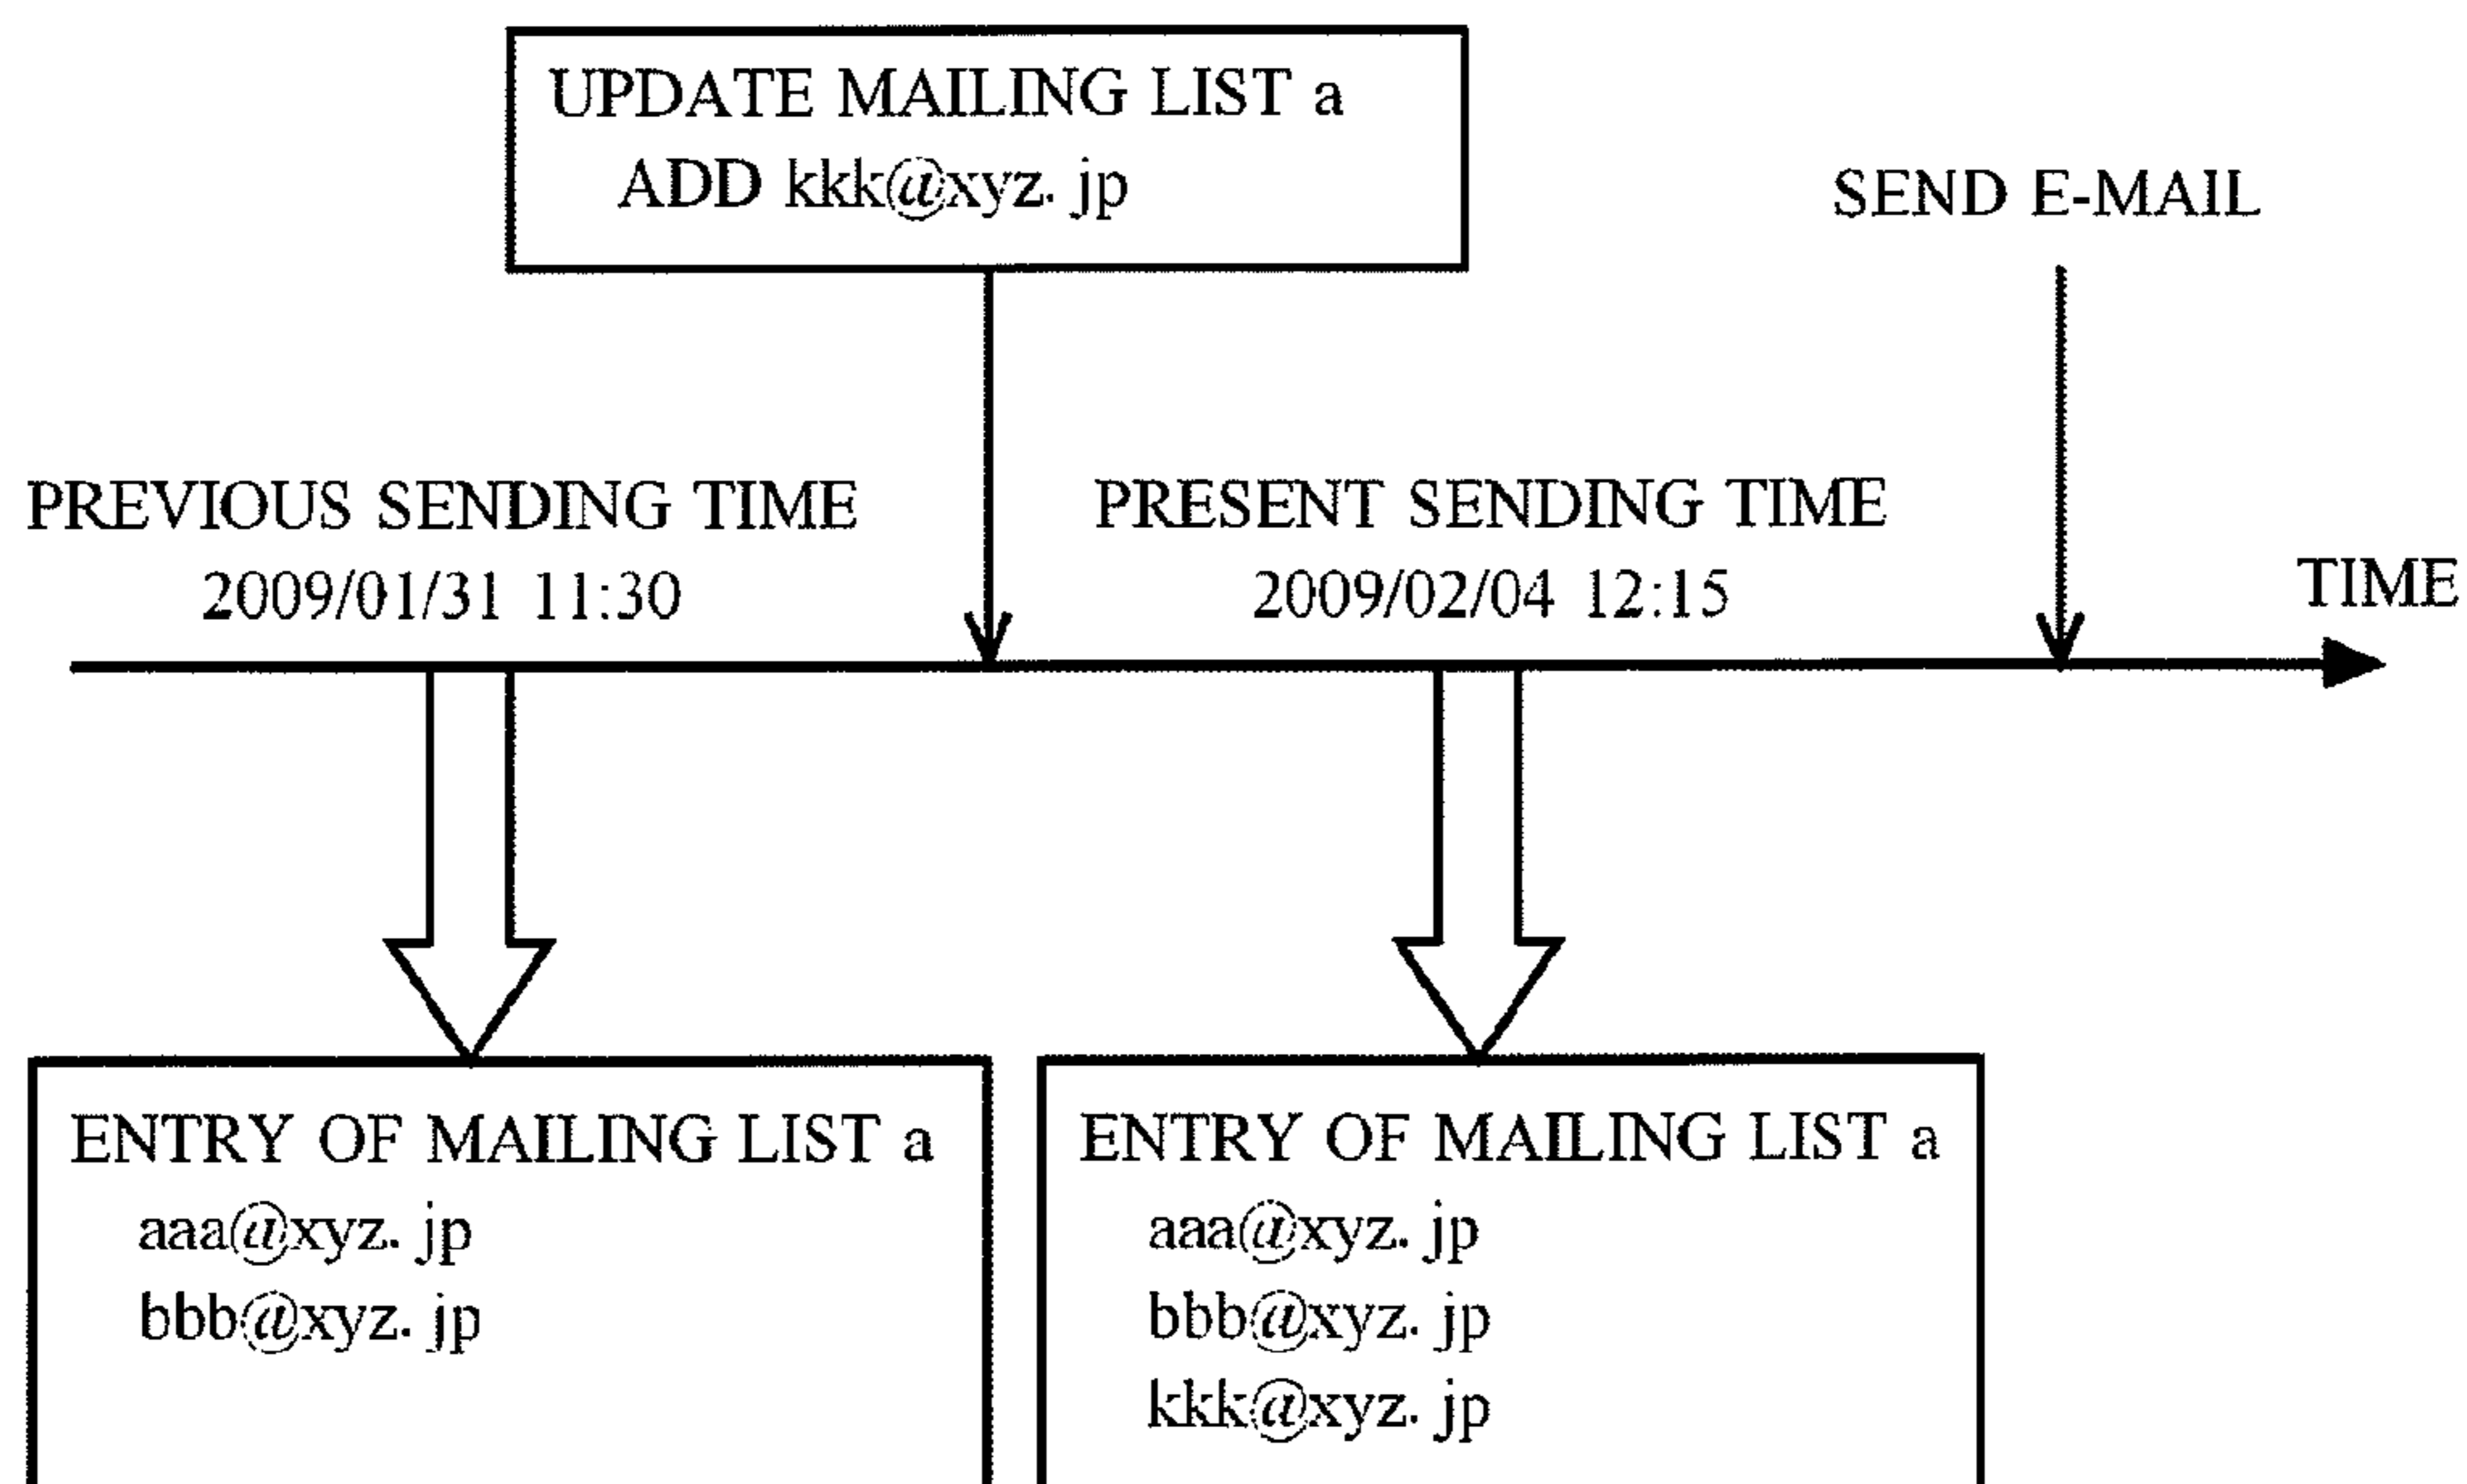 UPDATE MAILING LIST a
ADD kkk@xyz. jp
SEND E-MAIL
PREVIOUS SENDING TIME
2009/01/31 11:30
PRESENT SENDING TIME
2009/02/04 12:15
TIME
ENTRY OF MAILING LIST a
aaa@xyz. jp
bbb@xyz. jp
ENTRY OF MAILING LIST a
aaa@xyz. jp
bbb@xyz. jp
kkk@xyz. jp